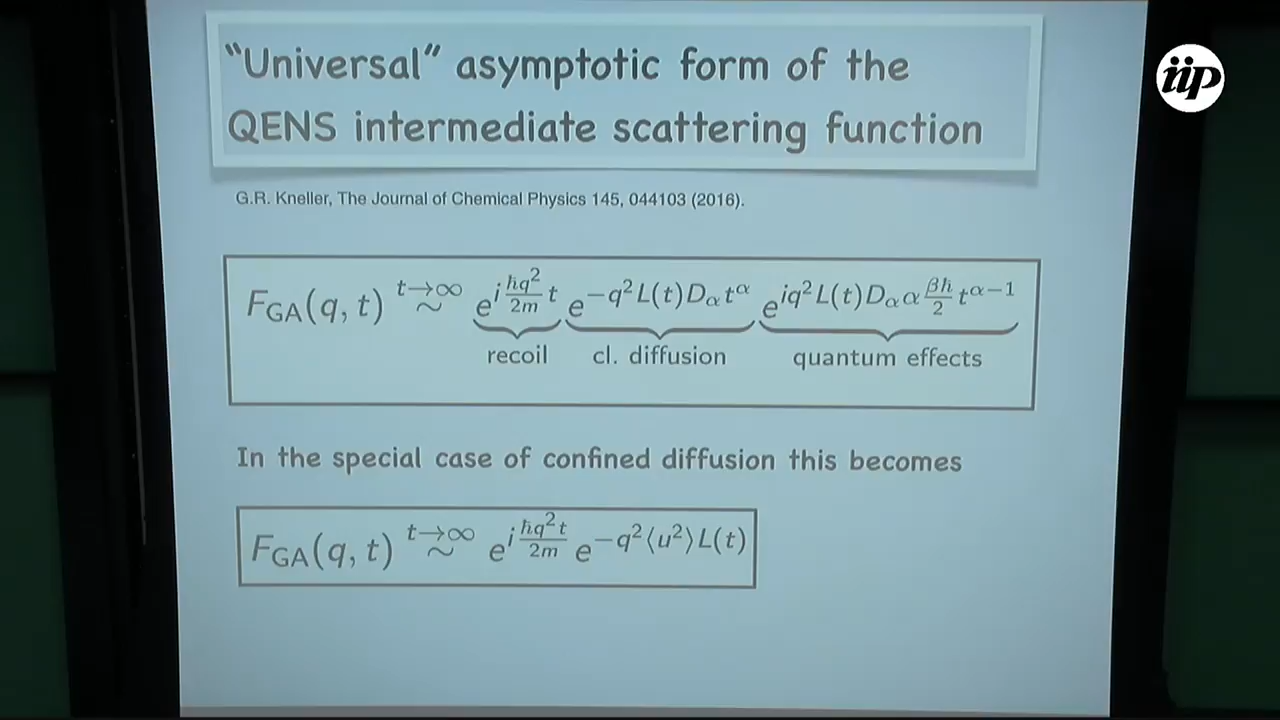 iip
“Universal” asymptotic form of the
QENS intermediate scattering function
G.R. Kneller, The Journal of Chemical Physics 145, 044103 (2016).
F_GA(q, t) ∼^{t→∞} e^{i ℏq²/2m t} e^{−q²L(t)D_α t^α} e^{iq²L(t)D_α α βℏ/2 t^{α−1}}
recoil cl. diffusion quantum effects
In the special case of confined diffusion this becomes
F_GA(q, t) ∼^{t→∞} e^{i ℏq²t/2m} e^{−q²⟨u²⟩L(t)}